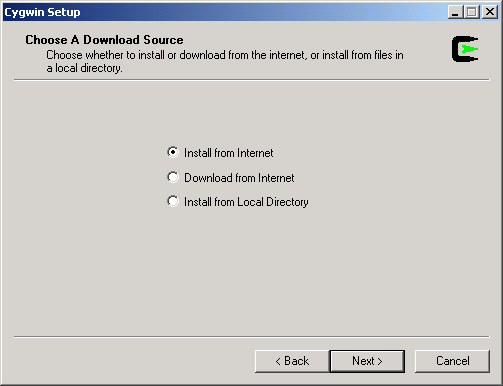 Cygwin Setup
Choose A Download Source
Choose whether to install or download from the internet, or install from files in
a local directory.
Install from Internet
Download from Internet
Install from Local Directory
< Back
Next >
Cancel